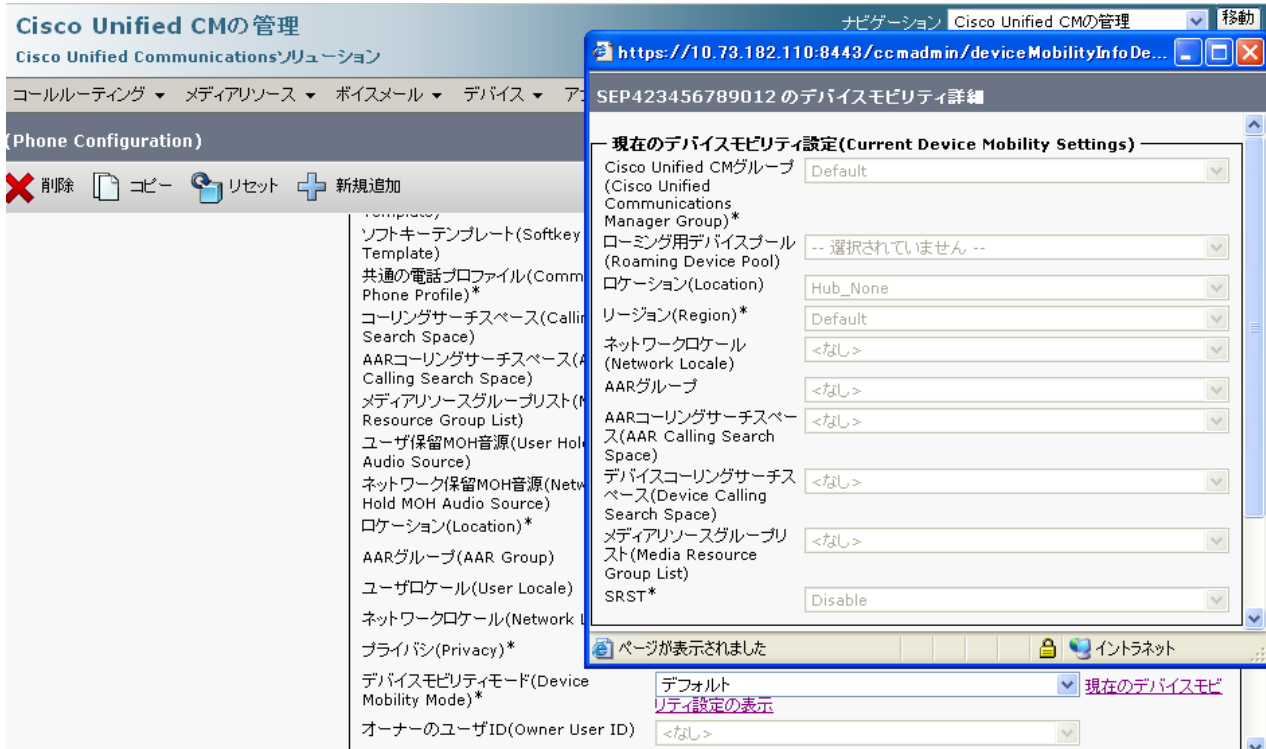 Cisco Unified CMの管理
Cisco Unified Communicationsソリューション
ナビゲーション Cisco Unified CMの管理 移動
コールルーティング メディアリソース ボイスメール デバイス
(Phone Configuration)
削除 コピー リセット 新規追加
Template)
ソフトキーテンプレート(Softkey
Template)
共通の電話プロファイル(Comm
Phone Profile)*
コーリングサーチスペース(Callin
Search Space)
AARコーリングサーチスペース(A
Calling Search Space)
メディアリソースグループリスト(M
Resource Group List)
ユーザ保留MOH音源(User Hold
Audio Source)
ネットワーク保留MOH音源(Netw
Hold MOH Audio Source)
ロケーション(Location)*
AARグループ(AAR Group)
ユーザロケール(User Locale)
ネットワークロケール(Network L
プライバシ(Privacy)*
デバイスモビリティモード(Device
Mobility Mode)*
デフォルト
現在のデバイスモビ
リティ設定の表示
オーナーのユーザID(Owner User ID)
<なし>
https://10.73.182.110:8443/ccmadmin/deviceMobilityInfoDe...
SEP423456789012 のデバイスモビリティ詳細
現在のデバイスモビリティ設定(Current Device Mobility Settings)
Cisco Unified CMグループ
(Cisco Unified
Communications
Manager Group)*
Default
ローミング用デバイスプール
(Roaming Device Pool)
-- 選択されていません --
ロケーション(Location)
Hub_None
リージョン(Region)*
Default
ネットワークロケール
(Network Locale)
<なし>
AARグループ
<なし>
AARコーリングサーチスペー
ス(AAR Calling Search
Space)
<なし>
デバイスコーリングサーチス
ペース(Device Calling
Search Space)
<なし>
メディアリソースグループリ
スト(Media Resource
Group List)
<なし>
SRST*
Disable
ページが表示されました
イントラネット